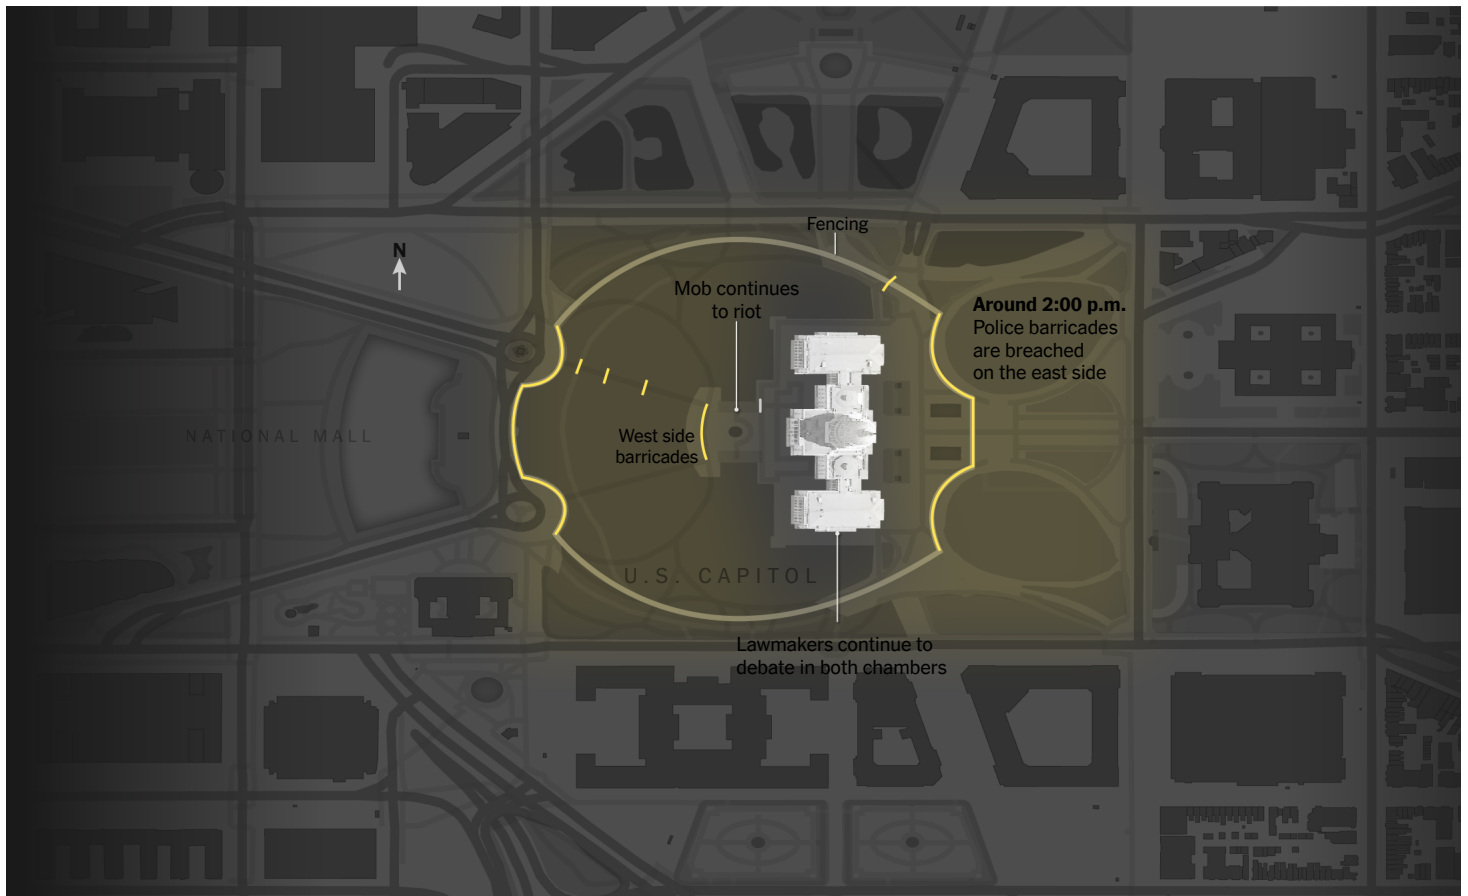 Fencing
N
Mob continues
to riot
Around 2:00 p.m.
Police barricades
are breached
on the east side
NATIONAL MALL
West side
barricades
U.S. CAPITOL
Lawmakers continue to
debate in both chambers